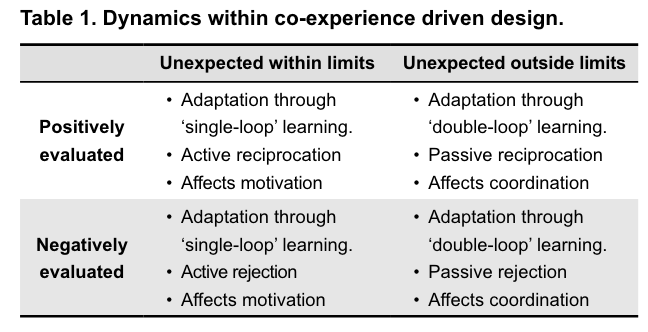 Table 1. Dynamics within co-experience driven design.
Unexpected within limits Unexpected outside limits
Positively evaluated
• Adaptation through
‘single-loop’ learning.
• Active reciprocation
• Affects motivation
• Adaptation through
‘double-loop’ learning.
• Passive reciprocation
• Affects coordination
Negatively evaluated
• Adaptation through
‘single-loop’ learning.
• Active rejection
• Affects motivation
• Adaptation through
‘double-loop’ learning.
• Passive rejection
• Affects coordination